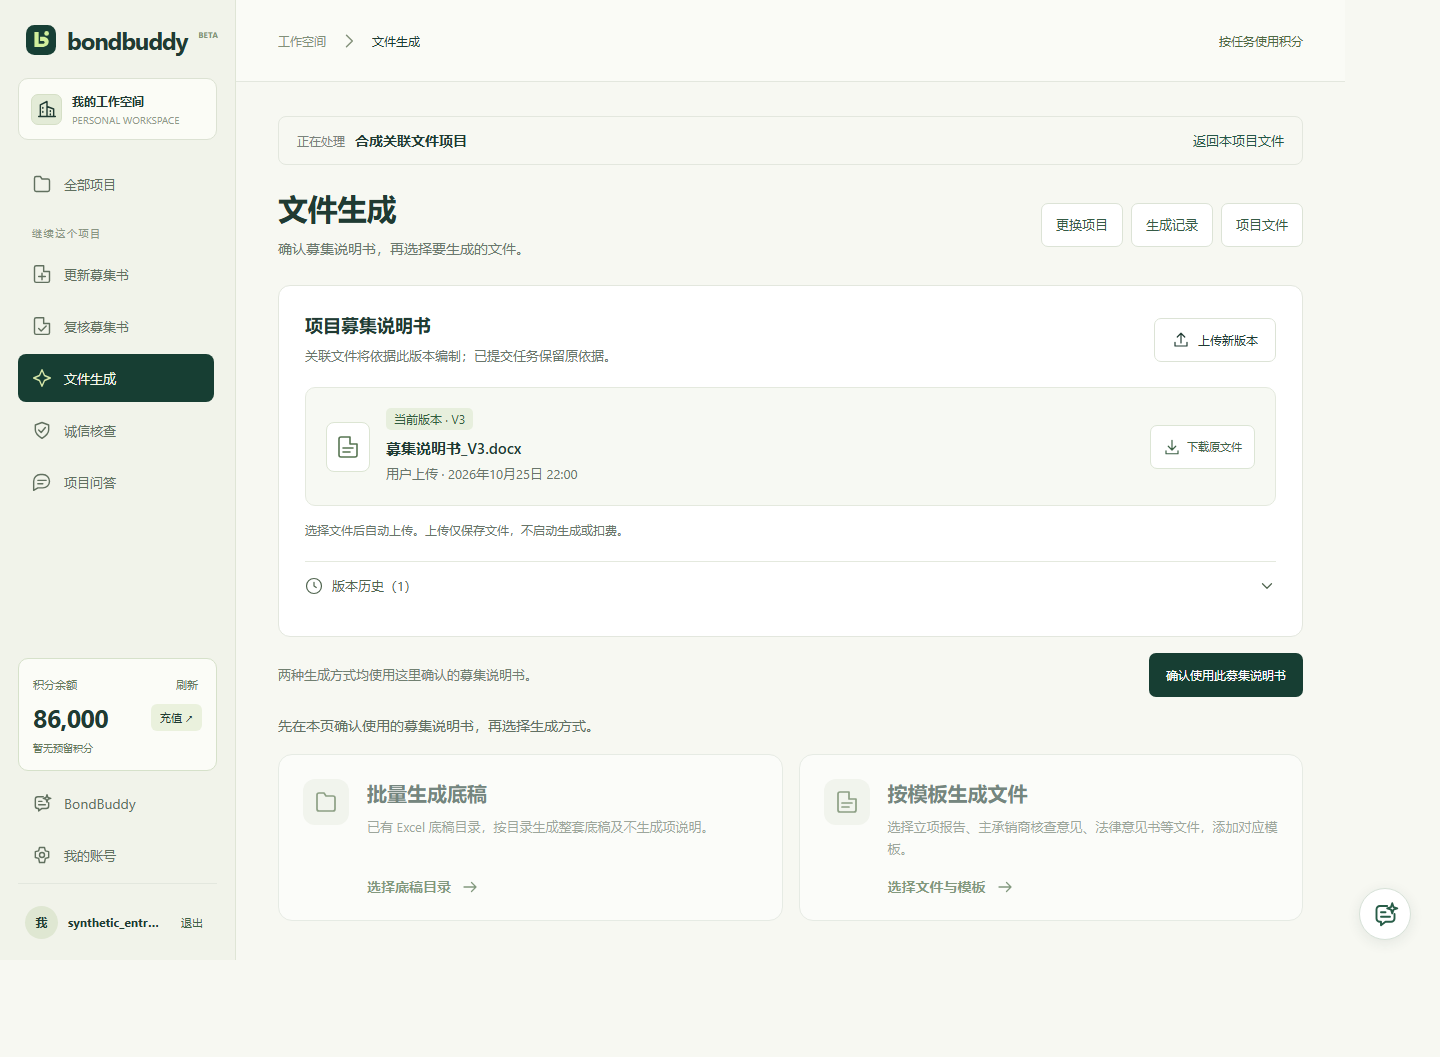 bondbuddy BETA
我的工作空间
PERSONAL WORKSPACE
全部项目
继续这个项目
更新募集书
复核募集书
文件生成
诚信核查
项目问答
积分余额 刷新
86,000 充值 ↗
暂无预留积分
BondBuddy
我的账号
我 synthetic_entr... 退出
工作空间 文件生成 按任务使用积分
正在处理 合成关联文件项目 返回本项目文件
文件生成
确认募集说明书，再选择要生成的文件。
更换项目 生成记录 项目文件
项目募集说明书
关联文件将依据此版本编制；已提交任务保留原依据。
上传新版本
当前版本 · V3
募集说明书_V3.docx
用户上传 · 2026年10月25日 22:00
下载原文件
选择文件后自动上传。上传仅保存文件，不启动生成或扣费。
版本历史（1）
两种生成方式均使用这里确认的募集说明书。
确认使用此募集说明书
先在本页确认使用的募集说明书，再选择生成方式。
批量生成底稿
已有 Excel 底稿目录，按目录生成整套底稿及不生成项说明。
选择底稿目录
按模板生成文件
选择立项报告、主承销商核查意见、法律意见书等文件，添加对应模
板。
选择文件与模板